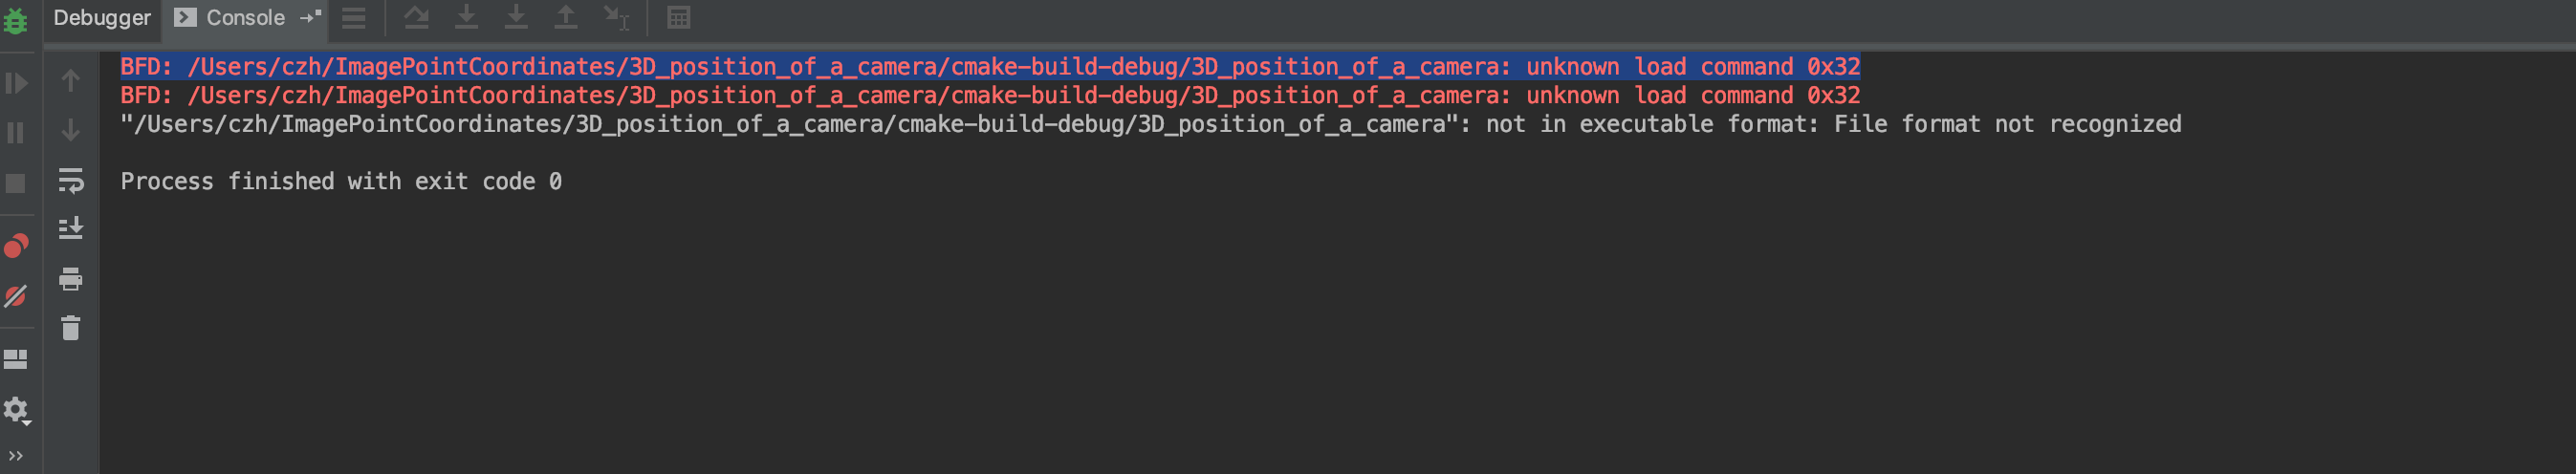 Debugger Console
BFD: /Users/czh/ImagePointCoordinates/3D_position_of_a_camera/cmake-build-debug/3D_position_of_a_camera: unknown load command 0x32
BFD: /Users/czh/ImagePointCoordinates/3D_position_of_a_camera/cmake-build-debug/3D_position_of_a_camera: unknown load command 0x32
"/Users/czh/ImagePointCoordinates/3D_position_of_a_camera/cmake-build-debug/3D_position_of_a_camera": not in executable format: File format not recognized
Process finished with exit code 0